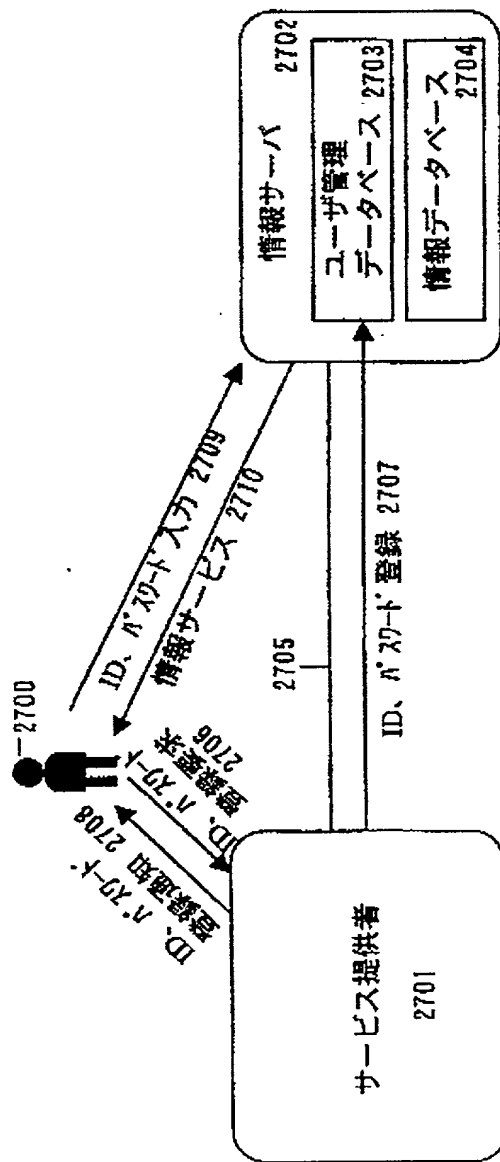 2700
ID、パスワード
登録通知 2708
ID、パスワード
登録要求
2706
ID、パスワード入力 2709
情報サービス 2710
サービス提供者
2701
2705
ID、パスワード登録 2707
情報サーバ
2702
ユーザ管理
データベース
2703
情報データベース
2704